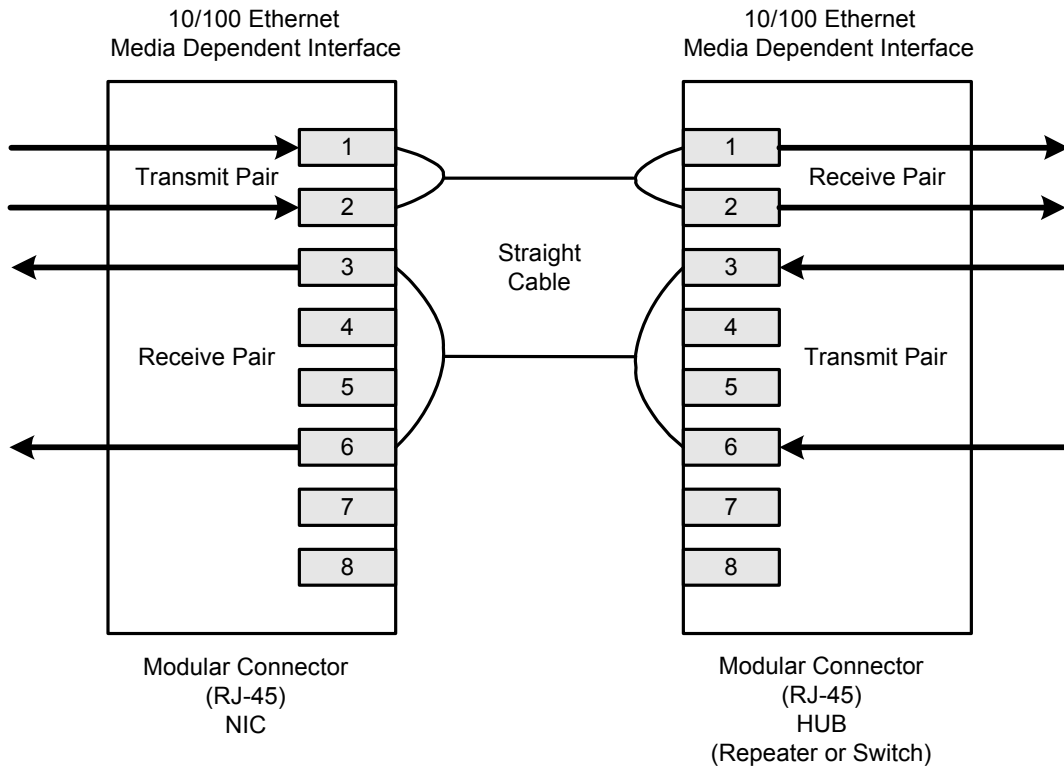 10/100 Ethernet
Media Dependent Interface
10/100 Ethernet
Media Dependent Interface
1
Transmit Pair
2
3
4
Receive Pair
5
6
7
8
Straight
Cable
1
Receive Pair
2
3
4
Transmit Pair
5
6
7
8
Modular Connector
(RJ-45)
NIC
Modular Connector
(RJ-45)
HUB
(Repeater or Switch)